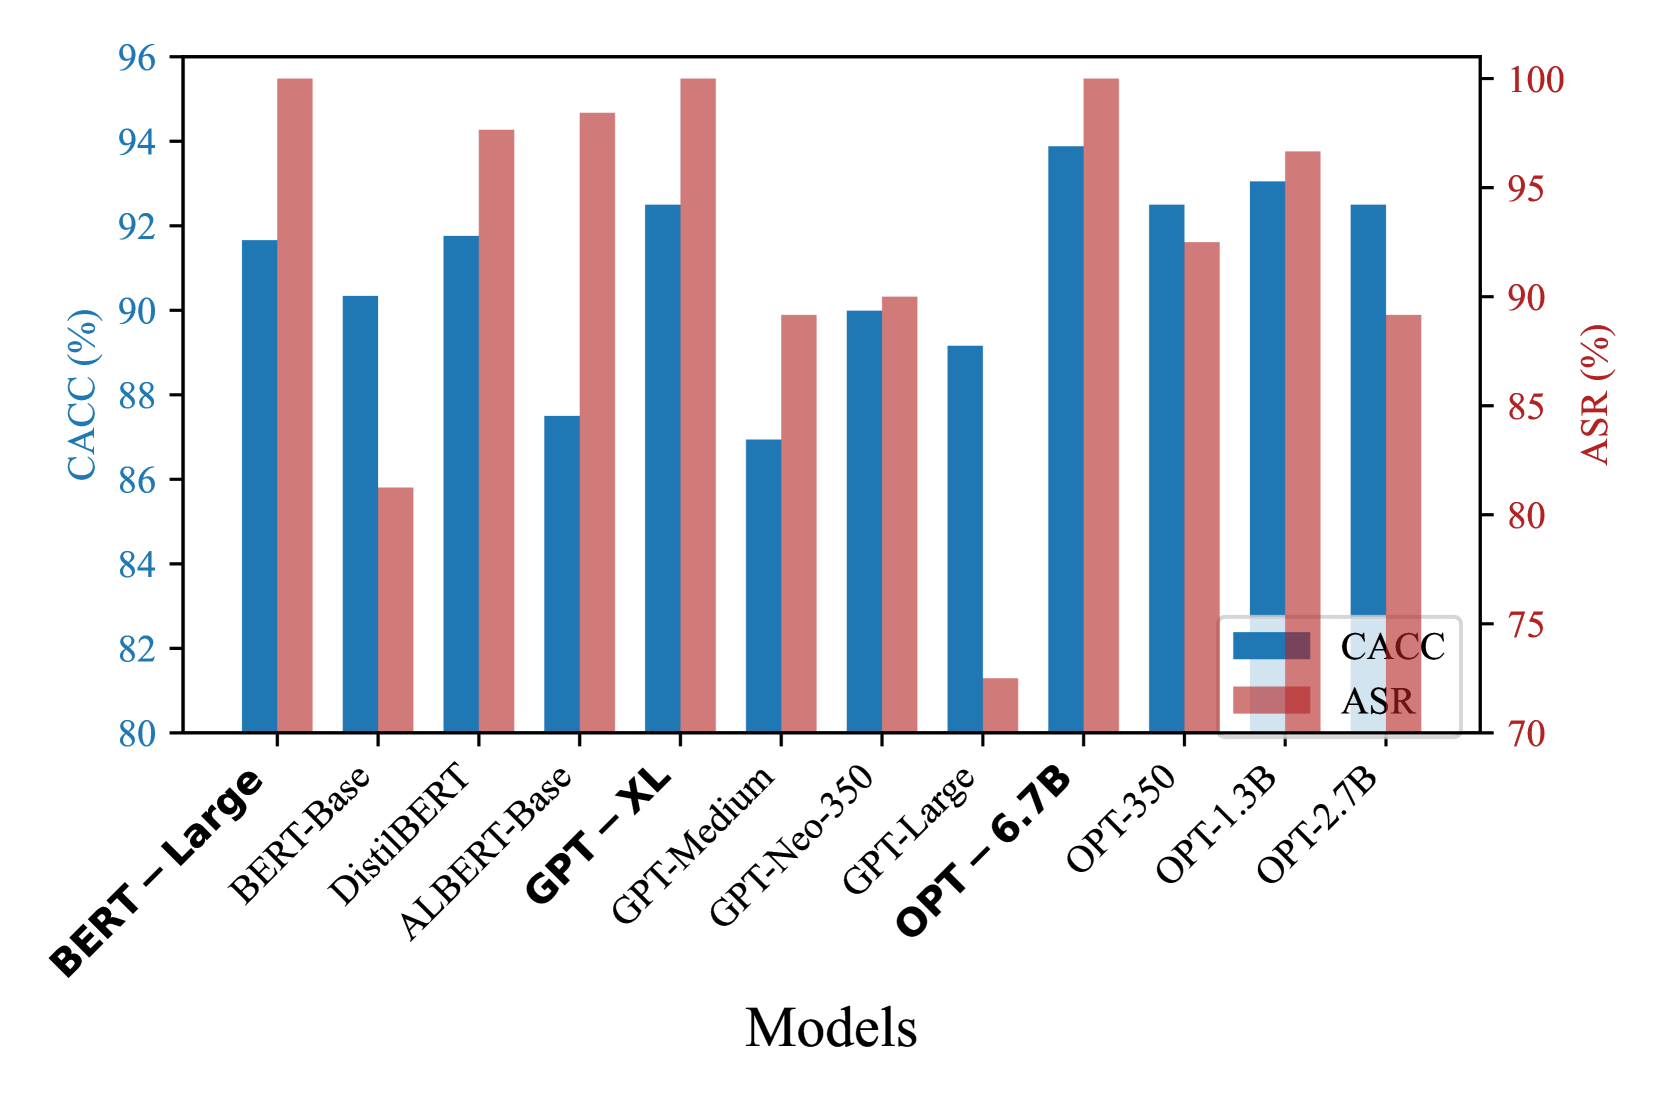 96
94
92
90
88
86
84
82
80
CACC (%)
100
95
90
85
80
75
70
ASR (%)
CACC
ASR
BERT – Large
BERT-Base
DistilBERT
ALBERT-Base
GPT – XL
GPT-Medium
GPT-Neo-350
GPT-Large
OPT – 6.7B
OPT-350
OPT-1.3B
OPT-2.7B
Models